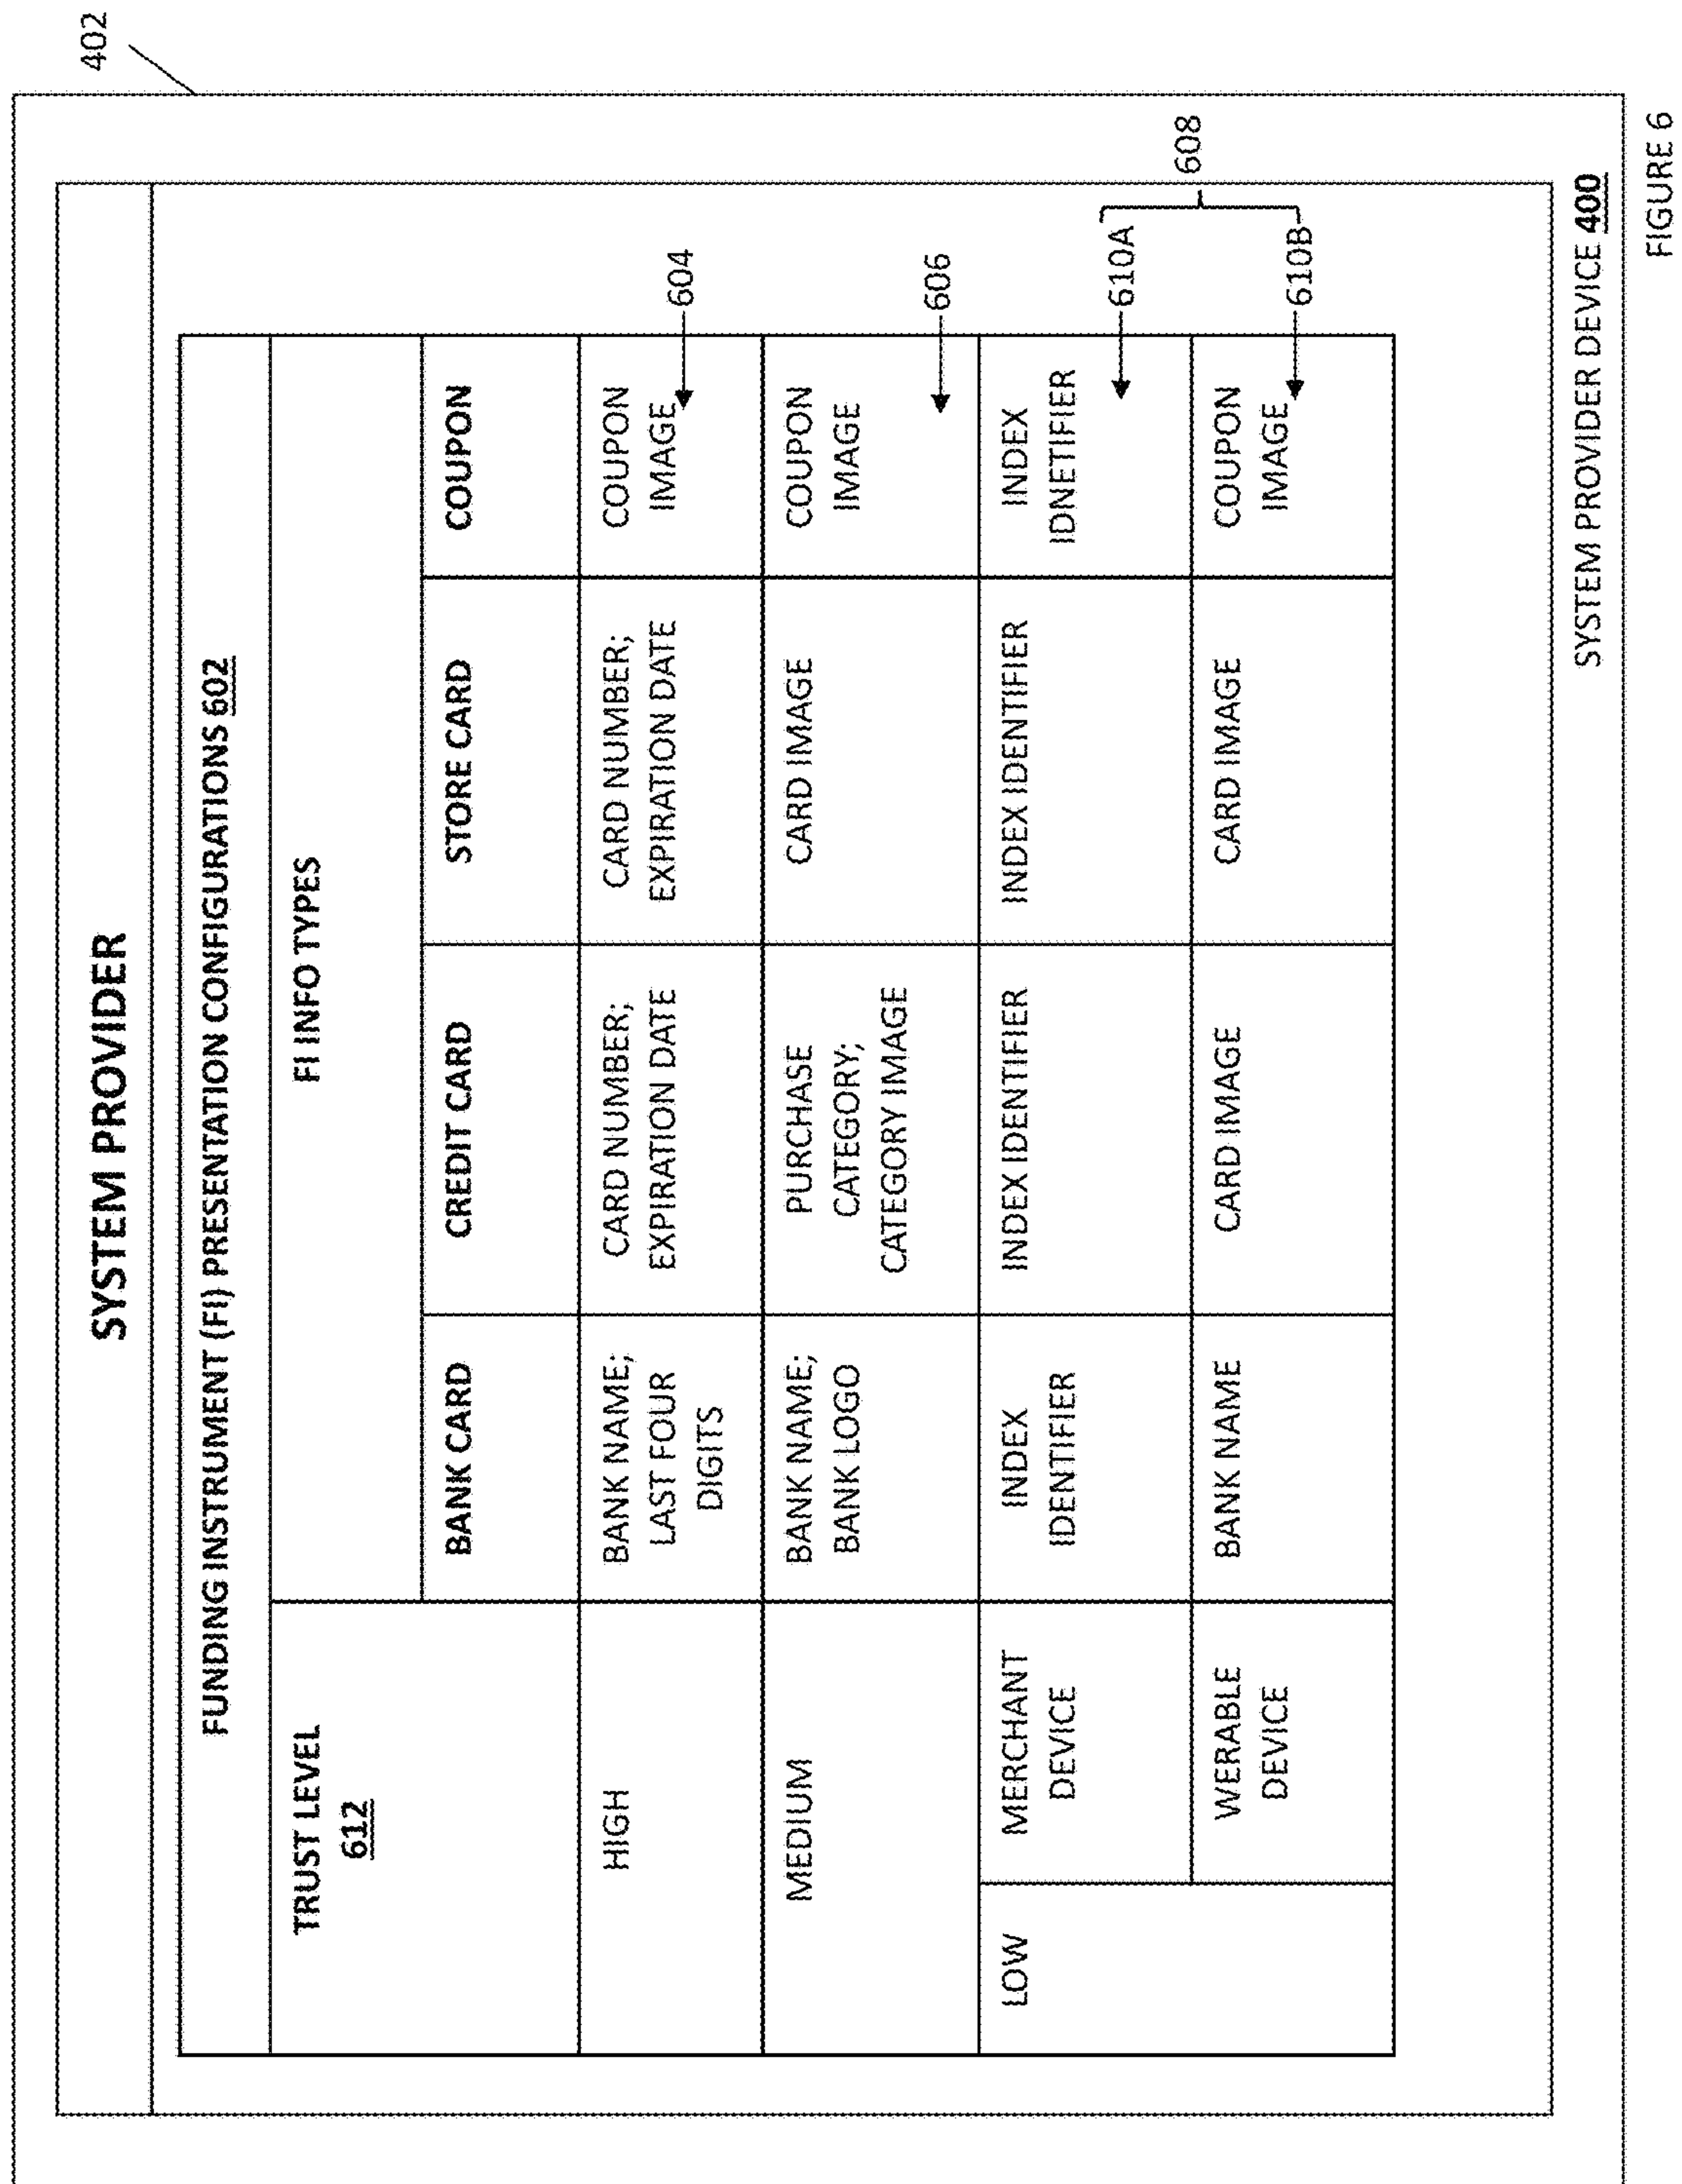 402
SYSTEM PROVIDER
FUNDING INSTRUMENT (FI) PRESENTATION CONFIGURATIONS 602
TRUST LEVEL
612
FI INFO TYPES
BANK CARD
CREDIT CARD
STORE CARD
COUPON
HIGH
BANK NAME;
LAST FOUR
DIGITS
CARD NUMBER;
EXPIRATION DATE
CARD NUMBER;
EXPIRATION DATE
COUPON
IMAGE
604
MEDIUM
BANK NAME;
BANK LOGO
PURCHASE
CATEGORY;
CATEGORY IMAGE
CARD IMAGE
COUPON
IMAGE
606
LOW
MERCHANT
DEVICE
INDEX
IDENTIFIER
INDEX IDENTIFIER
INDEX IDENTIFIER
INDEX
IDNETIFIER
610A
608
WERABLE
DEVICE
BANK NAME
CARD IMAGE
CARD IMAGE
COUPON
IMAGE
610B
SYSTEM PROVIDER DEVICE 400
FIGURE 6